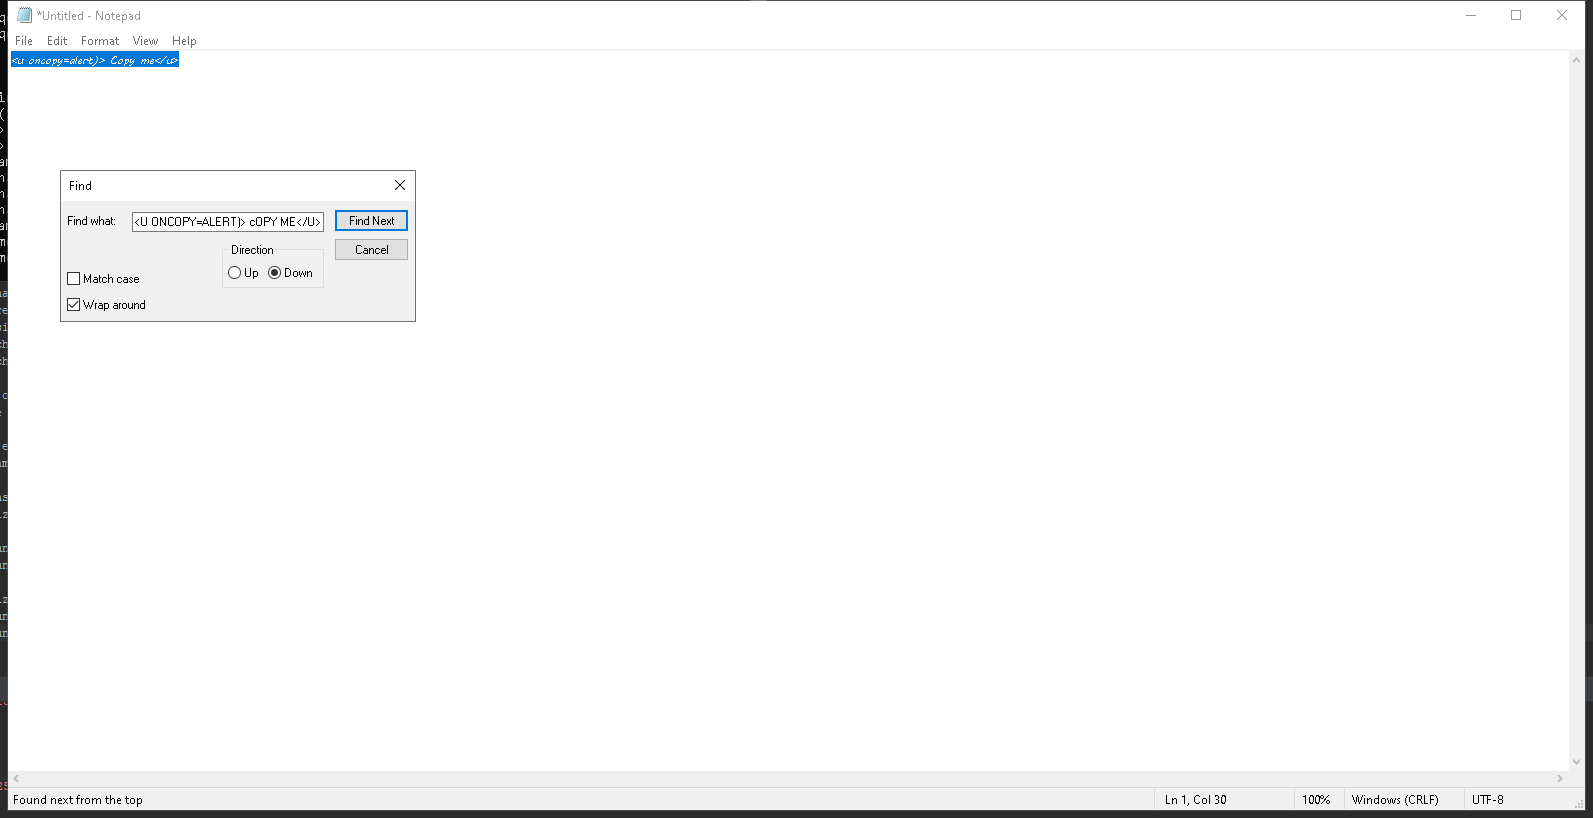 *Untitled - Notepad
File Edit Format View Help
<u oncopy=alert)> Copy me</u>
Find
Find what: <U ONCOPY=ALERT)> cOPY ME</U> Find Next
Direction Cancel
Up Down
Match case
Wrap around
Found next from the top Ln 1, Col 30 100% Windows (CRLF) UTF-8